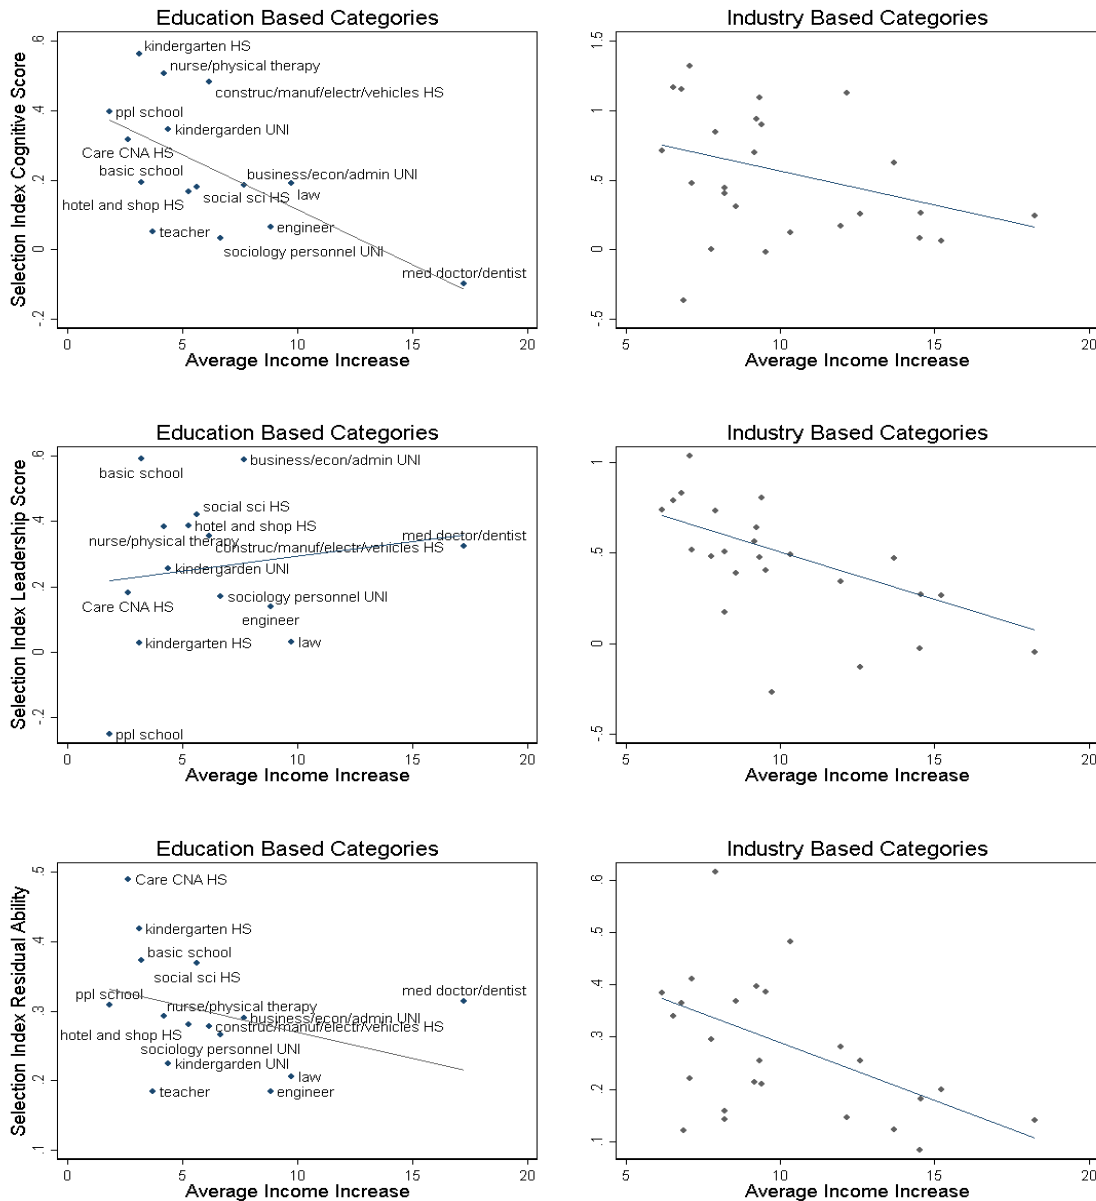 Education Based Categories
Selection Index Cognitive Score
.6
.4
.2
0
-.2
kindergarten HS
nurse/physical therapy
construc/manuf/electr/vehicles HS
ppl school
kindergarden UNI
Care CNA HS
basic school
business/econ/admin UNI
hotel and shop HS
social sci HS
law
teacher
engineer
sociology personnel UNI
med doctor/dentist
0 5 10 15 20
Average Income Increase
Industry Based Categories
1.5
1
.5
0
-.5
5 10 15 20
Average Income Increase
Education Based Categories
Selection Index Leadership Score
.6
.4
.2
0
-.2
basic school
business/econ/admin UNI
social sci HS
hotel and shop HS
nurse/physical therapy
construc/manuf/electr/vehicles HS
med doctor/dentist
kindergarden UNI
Care CNA HS
sociology personnel UNI
engineer
kindergarten HS
law
ppl school
0 5 10 15 20
Average Income Increase
Industry Based Categories
1
.5
0
-.5
5 10 15 20
Average Income Increase
Education Based Categories
Selection Index Residual Ability
.5
.4
.3
.2
.1
Care CNA HS
kindergarten HS
basic school
social sci HS
ppl school
nurse/physical therapy
med doctor/dentist
business/econ/admin UNI
hotel and shop HS
construc/manuf/electr/vehicles HS
sociology personnel UNI
kindergarden UNI
law
teacher
engineer
0 5 10 15 20
Average Income Increase
Industry Based Categories
.6
.5
.4
.3
.2
.1
5 10 15 20
Average Income Increase